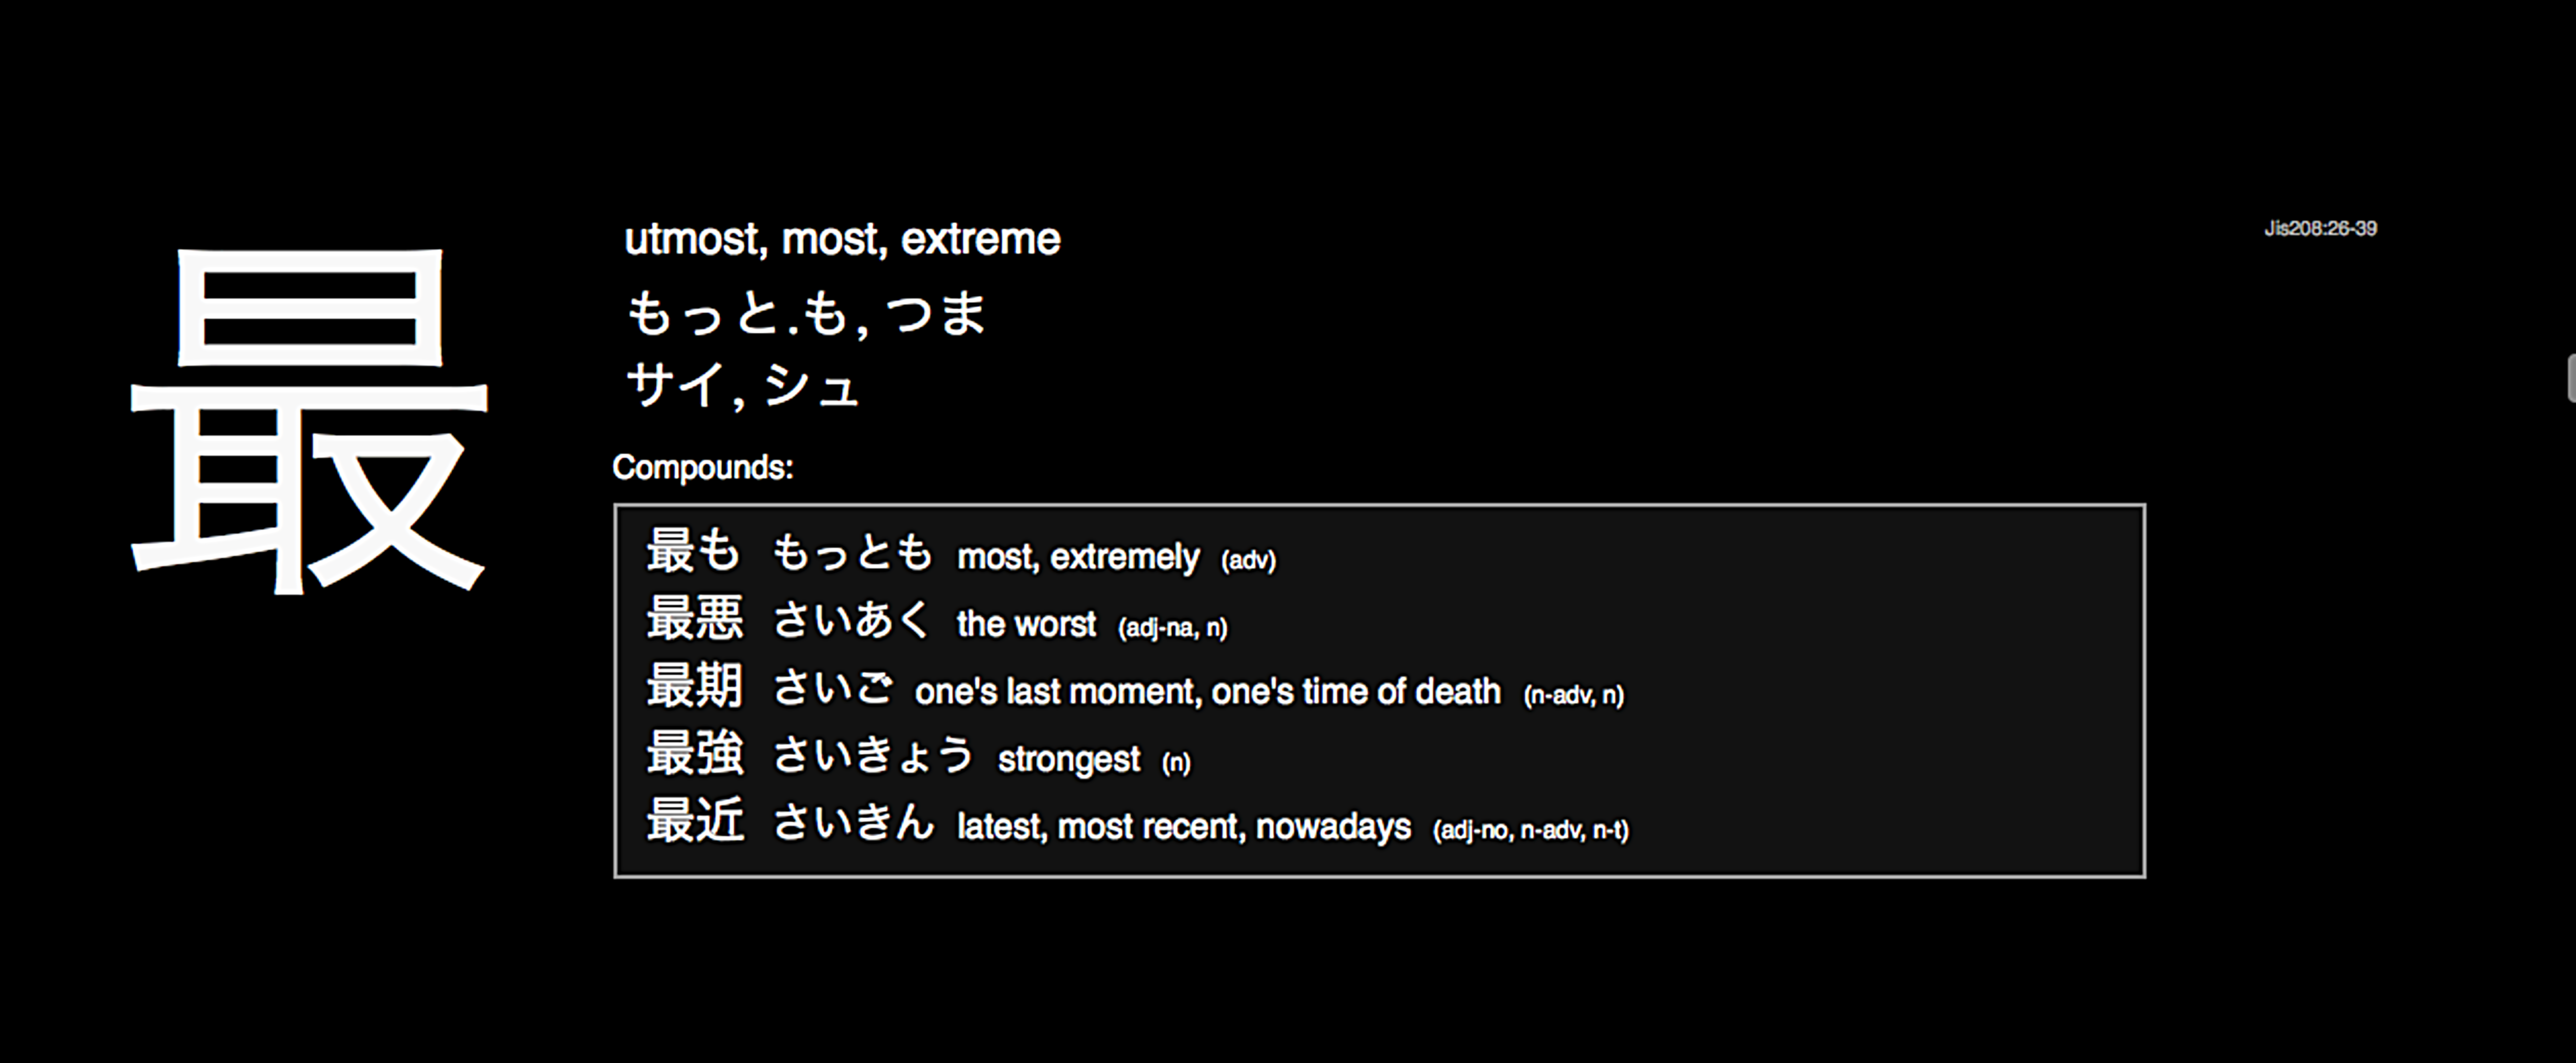 最
utmost, most, extreme
Jis208:26-39
もっと.も, つま
サイ, シュ
Compounds:
最も もっとも most, extremely (adv)
最悪 さいあく the worst (adj-na, n)
最期 さいご one's last moment, one's time of death (n-adv, n)
最強 さいきょう strongest (n)
最近 さいきん latest, most recent, nowadays (adj-no, n-adv, n-t)